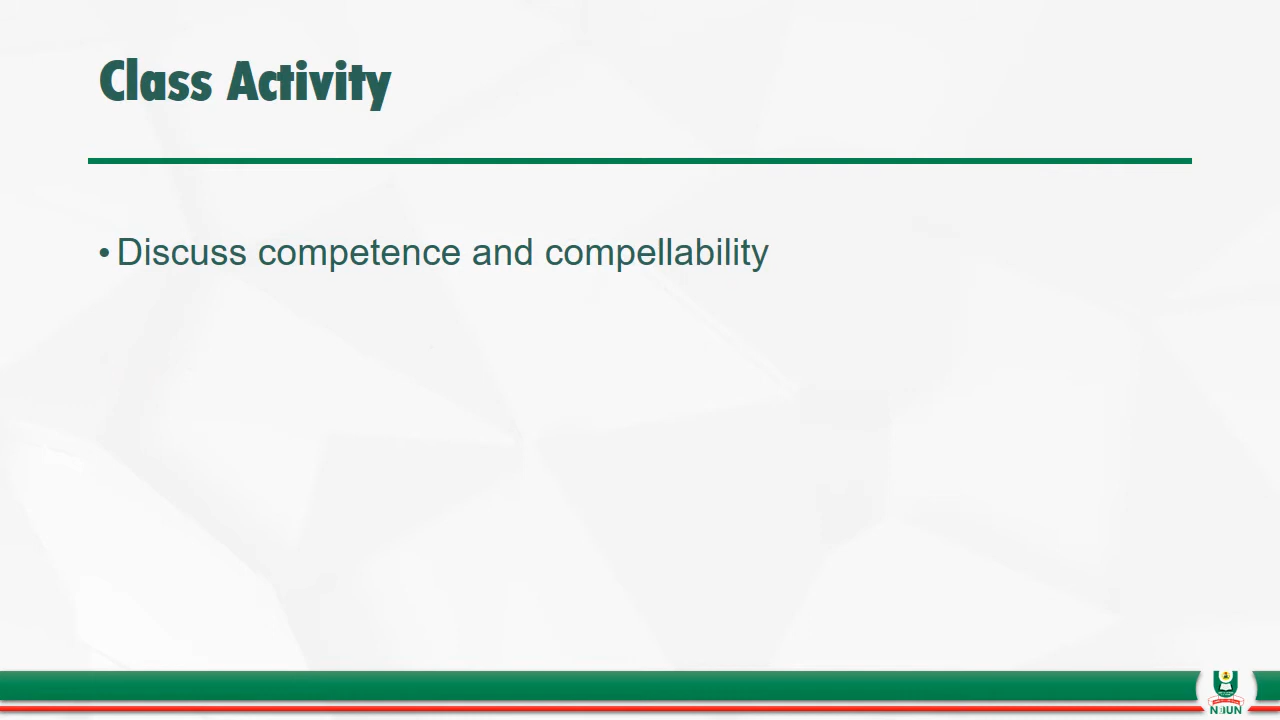 Class Activity
• Discuss competence and compellability
NOUN